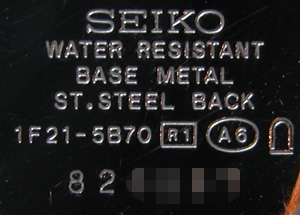 SEIKO
WATER RESISTANT
BASE METAL
ST.STEEL BACK
1F21-5B70 R1 A6
82